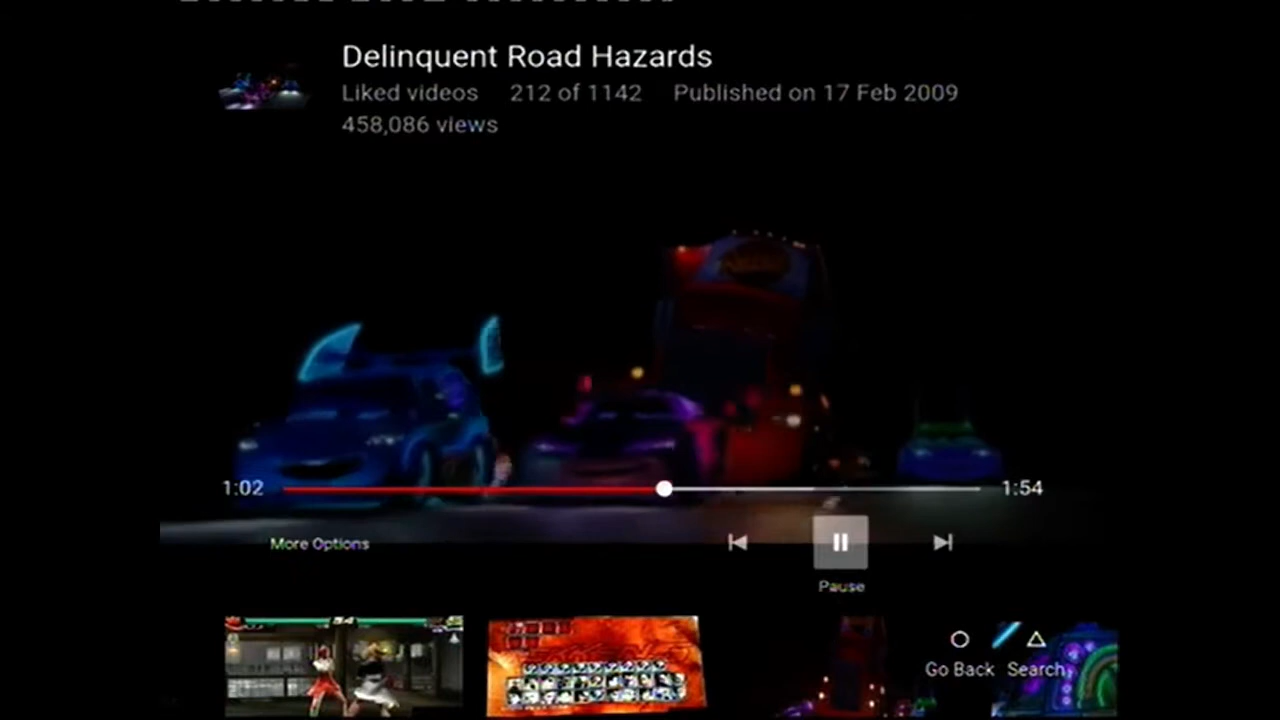 Delinquent Road Hazards
Liked videos 212 of 1142 Published on 17 Feb 2009
458,086 views
1:02 1:54
More Options
Pause
54
Go Back Search